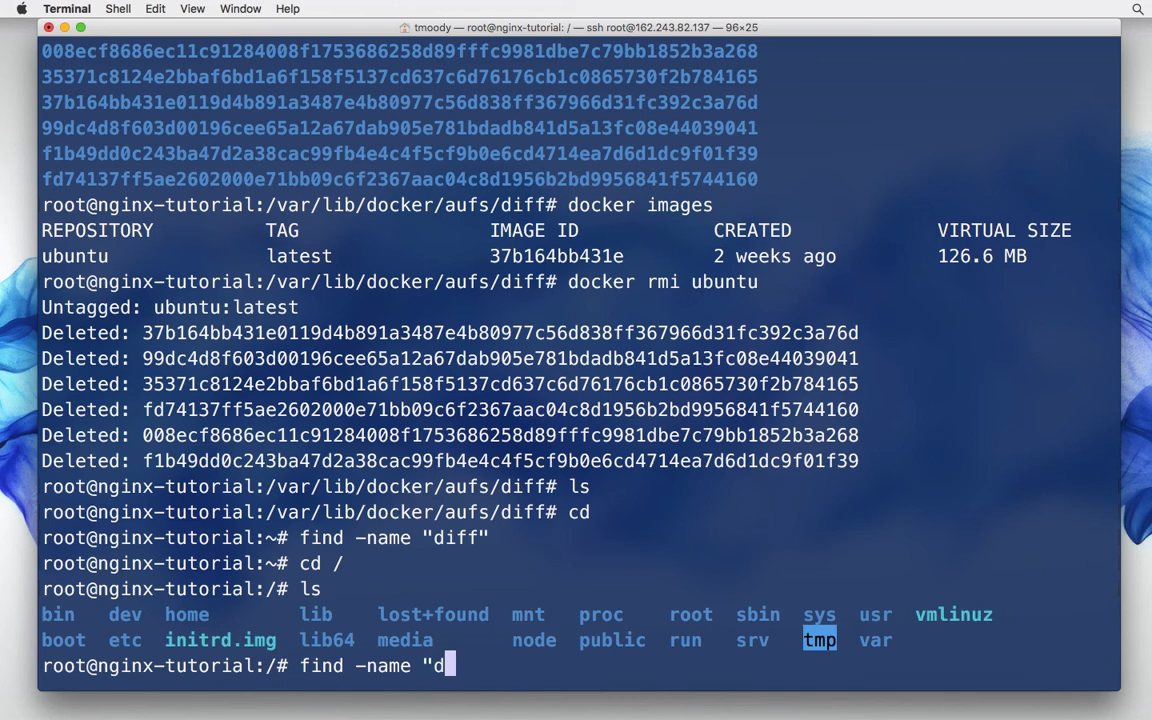 Terminal Shell Edit View Window Help
tmoody — root@nginx-tutorial: / — ssh root@162.243.82.137 — 96×25
008ecf8686ec11c91284008f1753686258d89fffc9981dbe7c79bb1852b3a268
35371c8124e2bbaf6bd1a6f158f5137cd637c6d76176cb1c0865730f2b784165
37b164bb431e0119d4b891a3487e4b80977c56d838ff367966d31fc392c3a76d
99dc4d8f603d00196cee65a12a67dab905e781bdadb841d5a13fc08e44039041
f1b49dd0c243ba47d2a38cac99fb4e4c4f5cf9b0e6cd4714ea7d6d1dc9f01f39
fd74137ff5ae2602000e71bb09c6f2367aac04c8d1956b2bd9956841f5744160
root@nginx-tutorial:/var/lib/docker/aufs/diff# docker images
REPOSITORY TAG IMAGE ID CREATED VIRTUAL SIZE
ubuntu latest 37b164bb431e 2 weeks ago 126.6 MB
root@nginx-tutorial:/var/lib/docker/aufs/diff# docker rmi ubuntu
Untagged: ubuntu:latest
Deleted: 37b164bb431e0119d4b891a3487e4b80977c56d838ff367966d31fc392c3a76d
Deleted: 99dc4d8f603d00196cee65a12a67dab905e781bdadb841d5a13fc08e44039041
Deleted: 35371c8124e2bbaf6bd1a6f158f5137cd637c6d76176cb1c0865730f2b784165
Deleted: fd74137ff5ae2602000e71bb09c6f2367aac04c8d1956b2bd9956841f5744160
Deleted: 008ecf8686ec11c91284008f1753686258d89fffc9981dbe7c79bb1852b3a268
Deleted: f1b49dd0c243ba47d2a38cac99fb4e4c4f5cf9b0e6cd4714ea7d6d1dc9f01f39
root@nginx-tutorial:/var/lib/docker/aufs/diff# ls
root@nginx-tutorial:/var/lib/docker/aufs/diff# cd
root@nginx-tutorial:~# find -name "diff"
root@nginx-tutorial:~# cd /
root@nginx-tutorial:/# ls
bin dev home lib lost+found mnt proc root sbin sys usr vmlinuz
boot etc initrd.img lib64 media node public run srv tmp var
root@nginx-tutorial:/# find -name "d